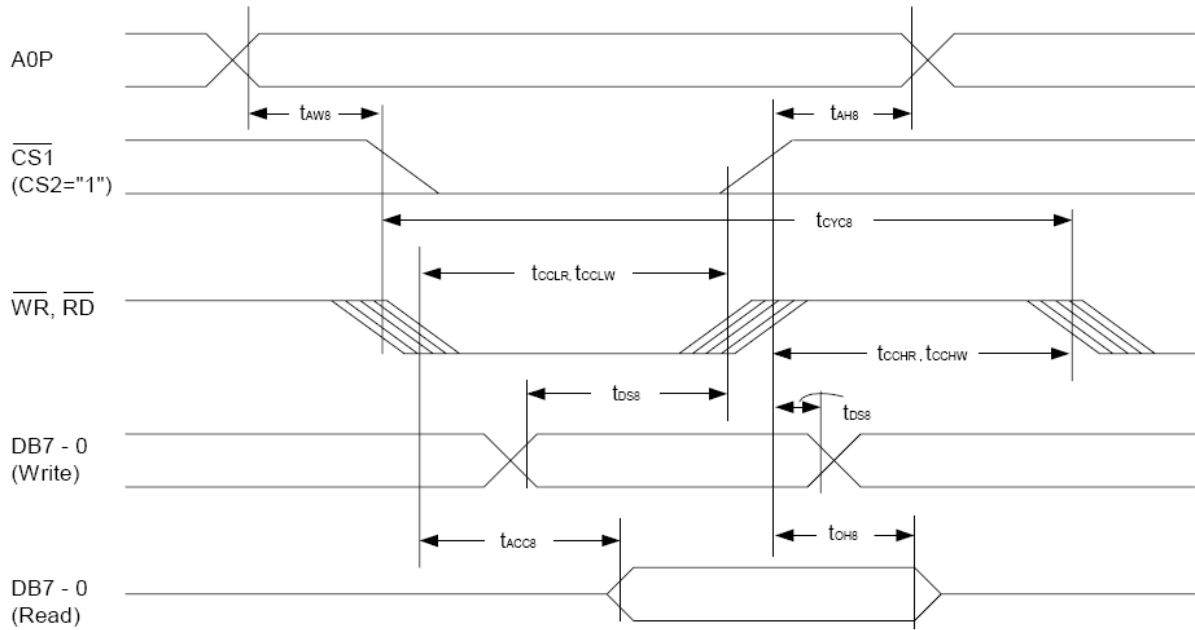 A0P
tAW8
tAH8
CS1
(CS2="1")
tCYC8
tCCLR, tCCLW
WR, RD
tCCHR, tCCHW
tDS8
tDS8
DB7 - 0
(Write)
tACC8
tOH8
DB7 - 0
(Read)